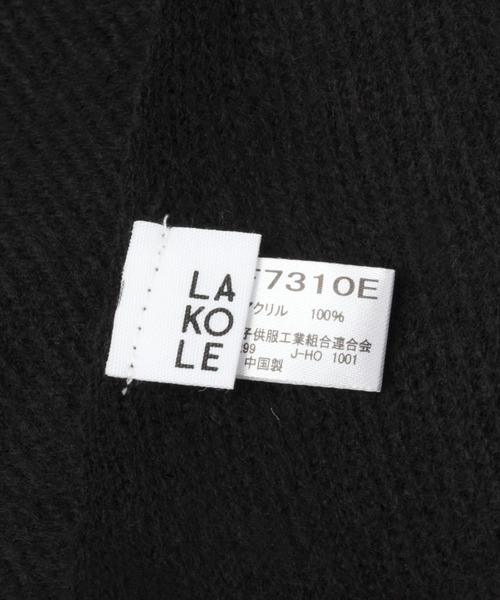 LA
KO
LE
7310E
クリル 100%
子供服工業組合連合会
.99 J-HO 1001
中国製